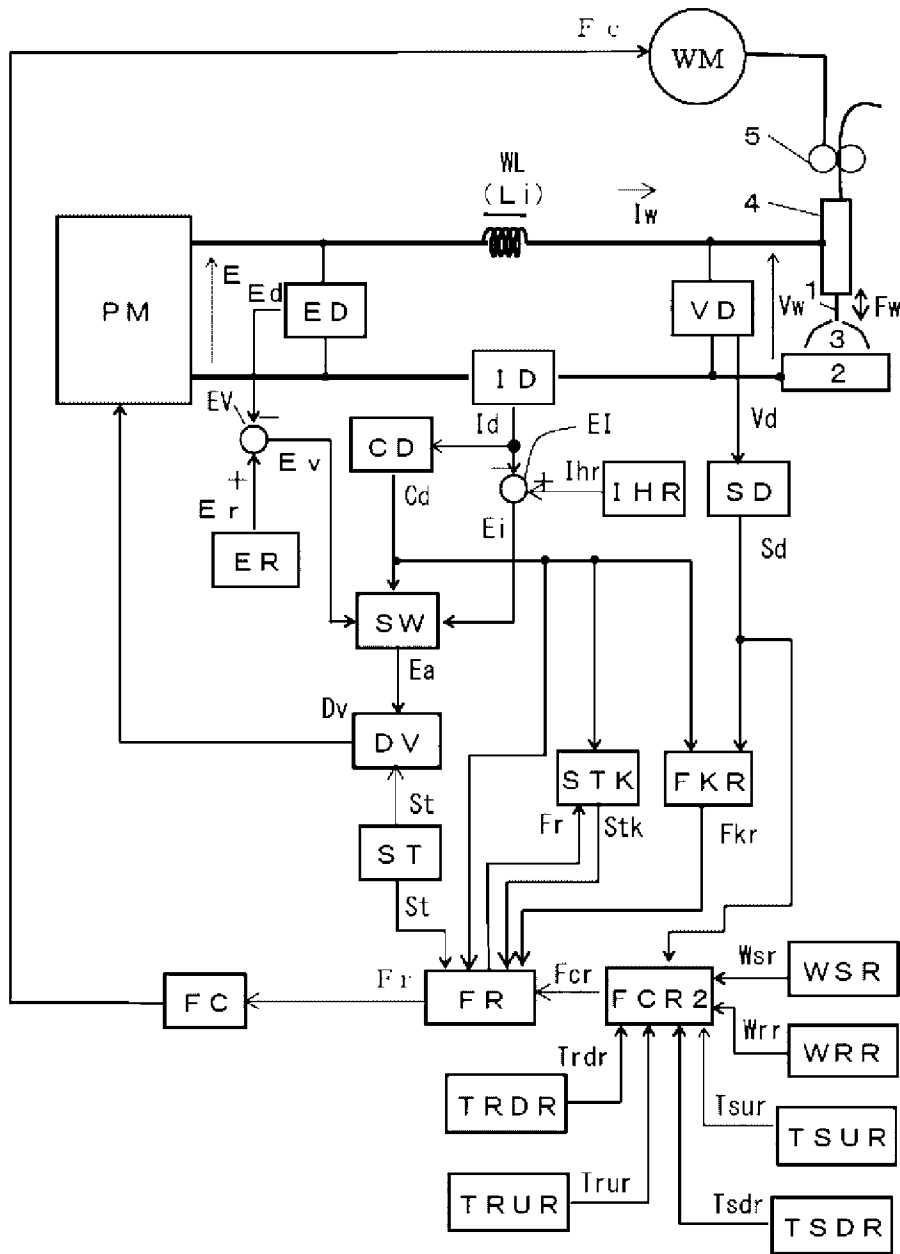 Fc
WM
5
WL
(Li)
Iw
4
PM
E
Ed
ED
VD
Vw
1
Fw
3
2
ID
EV
−
Id
EI
Vd
CD
−
+
Ihr
IHR
SD
Ev
+
Er
Cd
Ei
Sd
ER
SW
Ea
Dv
DV
STK
FKR
St
Fr
Stk
Fkr
ST
St
Wsr
WSR
Fr
Fcr
FC
FR
FCR2
Wrr
WRR
Trdr
TRDR
Tsur
TSUR
Trur
TRUR
Tsdr
TSDR